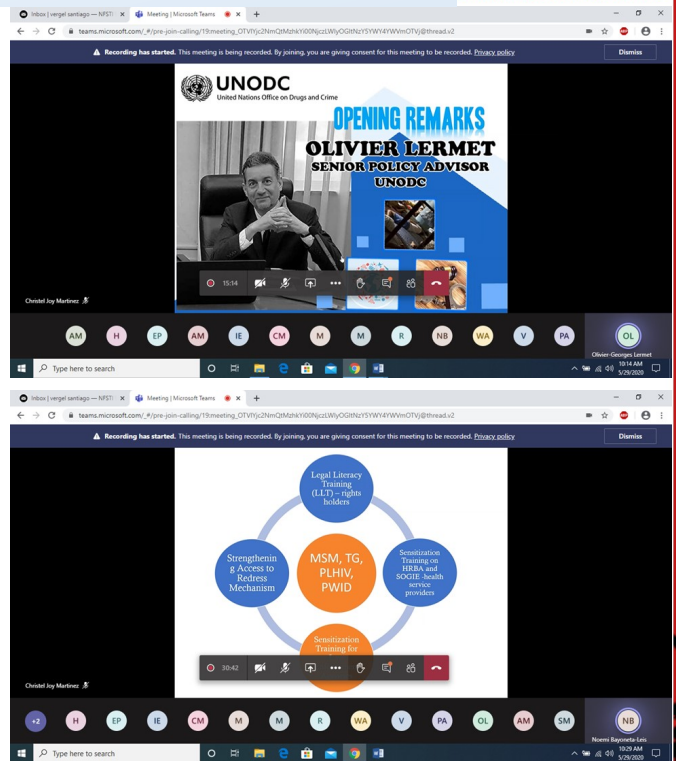 Inbox | vergel santiago — NPSTI
Meeting | Microsoft Teams
teams.microsoft.com/_#/pre-join-calling/19:meeting_OTVlYjc2NmQtMzhkYi00NjczLWIyOGItNzY5YWY4YWVmOTVj@thread.v2
ABP
Recording has started. This meeting is being recorded. By joining, you are giving consent for this meeting to be recorded. Privacy policy
Dismiss
UNODC
United Nations Office on Drugs and Crime
OPENING REMARKS
OLIVIER LERMET
SENIOR POLICY ADVISOR
UNODC
15:14
Christel Joy Martinez
AM H EP AM IE CM M M R NB WA V PA OL
Olivier-Georges Lermet
Type here to search
10:14 AM
5/29/2020
Inbox | vergel santiago — NPSTI
Meeting | Microsoft Teams
teams.microsoft.com/_#/pre-join-calling/19:meeting_OTVlYjc2NmQtMzhkYi00NjczLWIyOGItNzY5YWY4YWVmOTVj@thread.v2
ABP
Recording has started. This meeting is being recorded. By joining, you are giving consent for this meeting to be recorded. Privacy policy
Dismiss
Legal Literacy
Training
(LLT) – rights
holders
Strengthenin
g Access to
Redress
Mechanism
MSM, TG,
PLHIV,
PWID
Sensitization
Training on
HRBA and
SOGIE -health
service
providers
Sensitization
Training for
30:42
Christel Joy Martinez
+2 H EP IE CM M M R WA V PA OL AM SM NB
Noemi Bayoneta-Leis
Type here to search
10:29 AM
5/29/2020